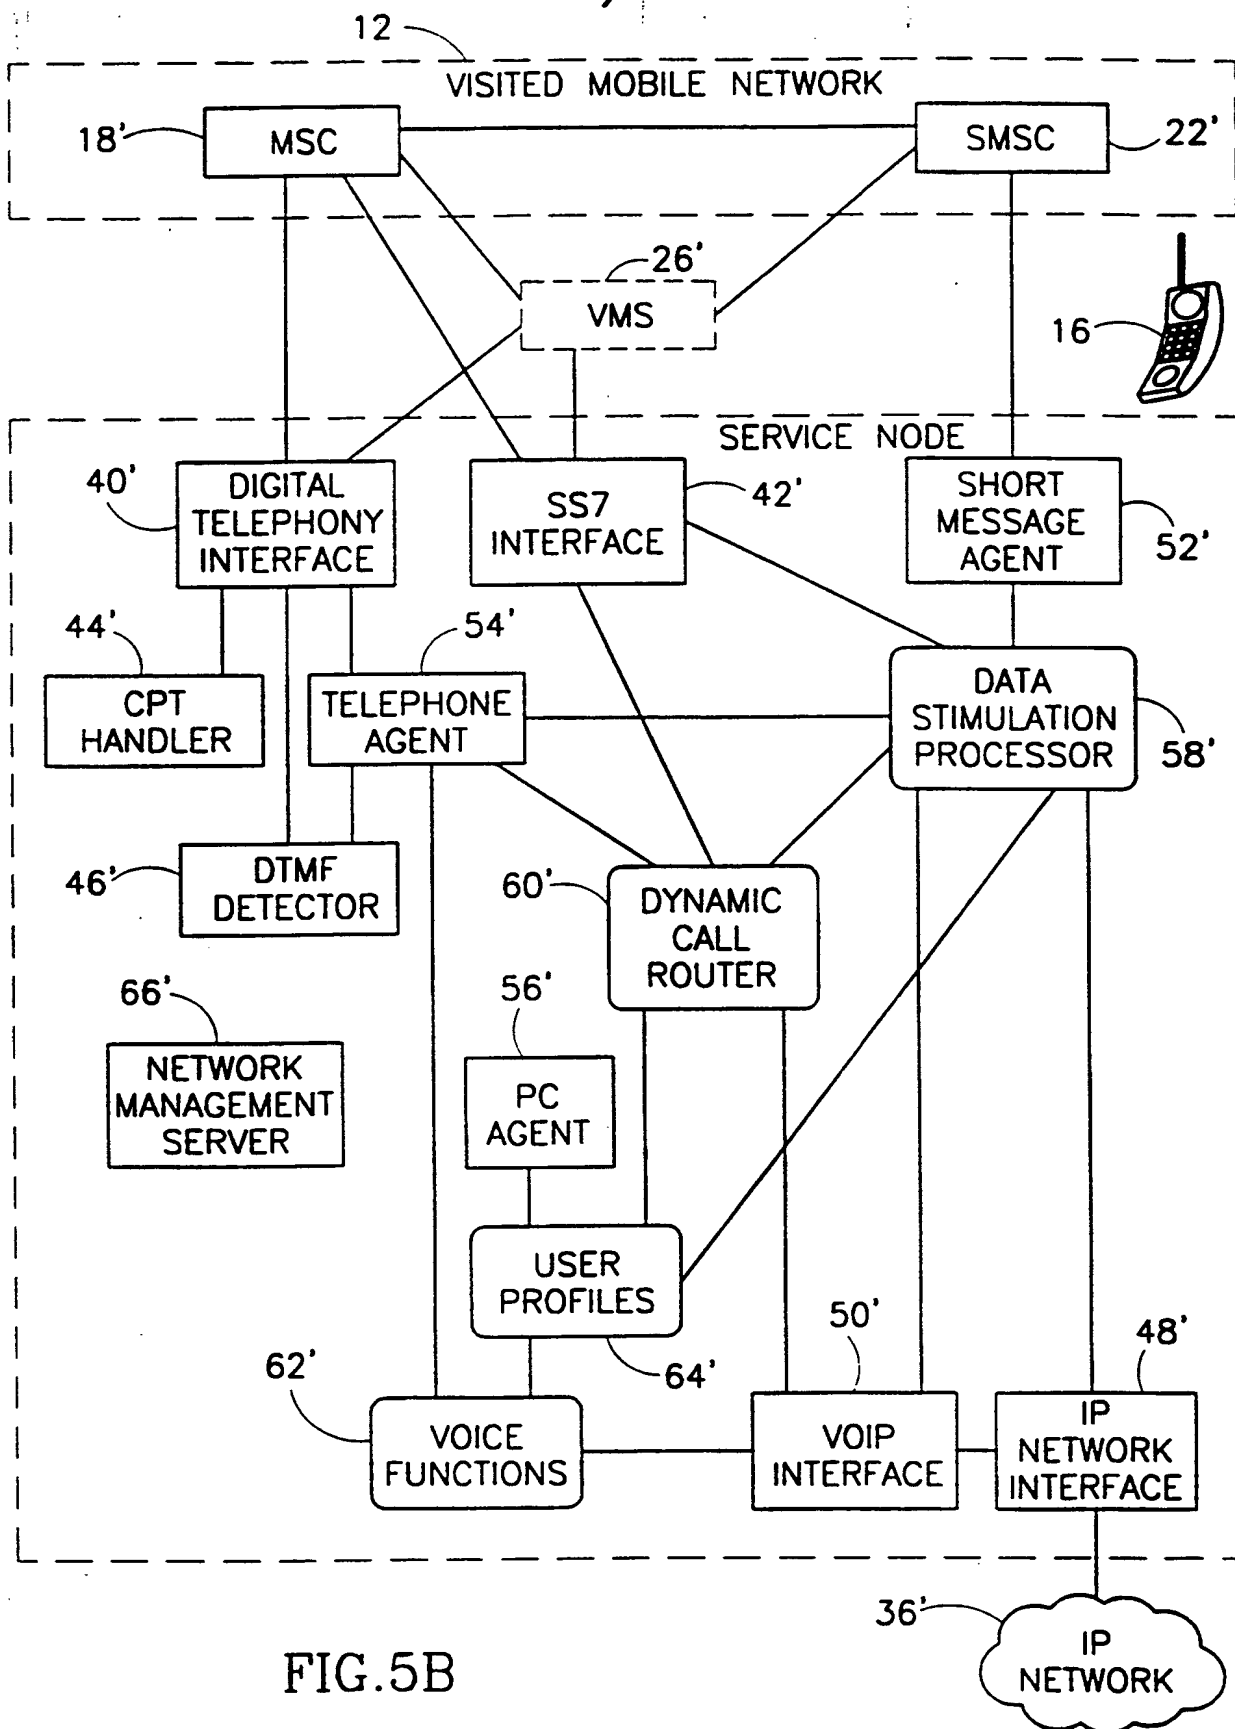 12
VISITED MOBILE NETWORK
18'
MSC
SMSC
22'
26'
VMS
16
SERVICE NODE
40'
DIGITAL
TELEPHONY
INTERFACE
SS7
INTERFACE
42'
SHORT
MESSAGE
AGENT
52'
44'
CPT
HANDLER
54'
TELEPHONE
AGENT
DATA
STIMULATION
PROCESSOR
58'
46'
DTMF
DETECTOR
60'
DYNAMIC
CALL
ROUTER
66'
NETWORK
MANAGEMENT
SERVER
56'
PC
AGENT
USER
PROFILES
64'
62'
VOICE
FUNCTIONS
50'
VOIP
INTERFACE
48'
IP
NETWORK
INTERFACE
36'
IP
NETWORK
FIG.5B